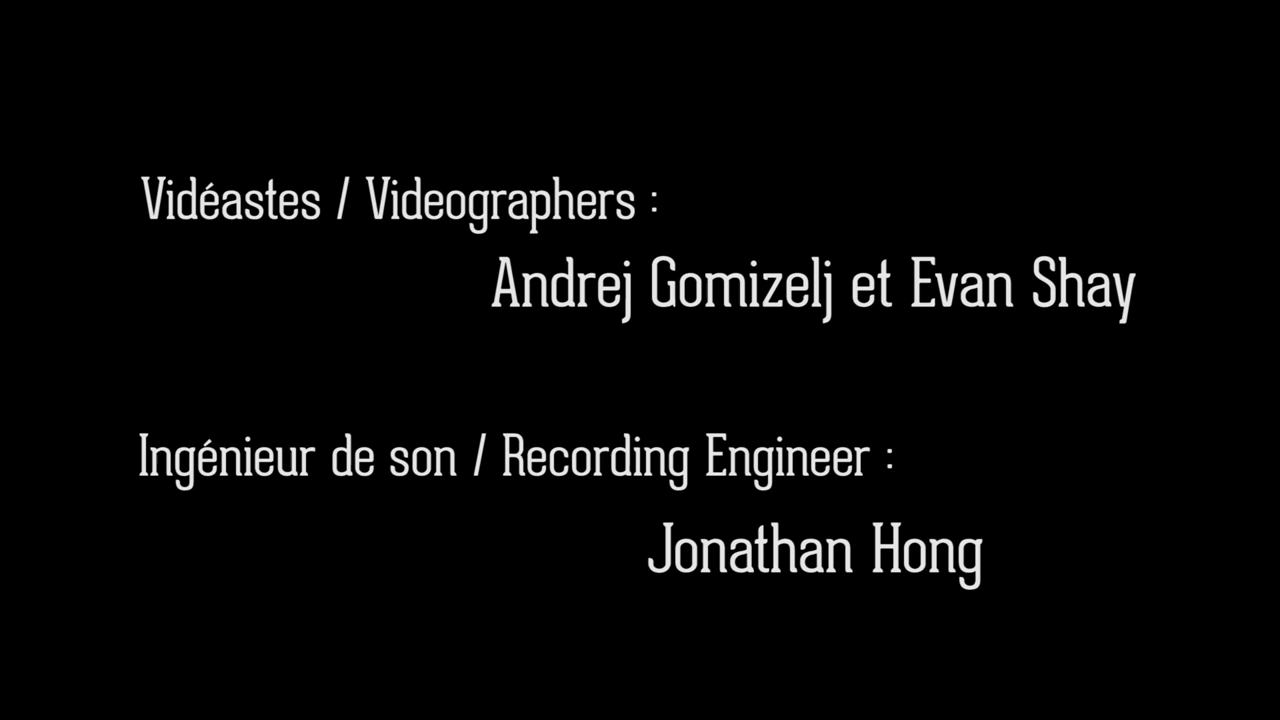 Vidéastes / Videographers :
Andrej Gomizelj et Evan Shay
Ingénieur de son / Recording Engineer :
Jonathan Hong